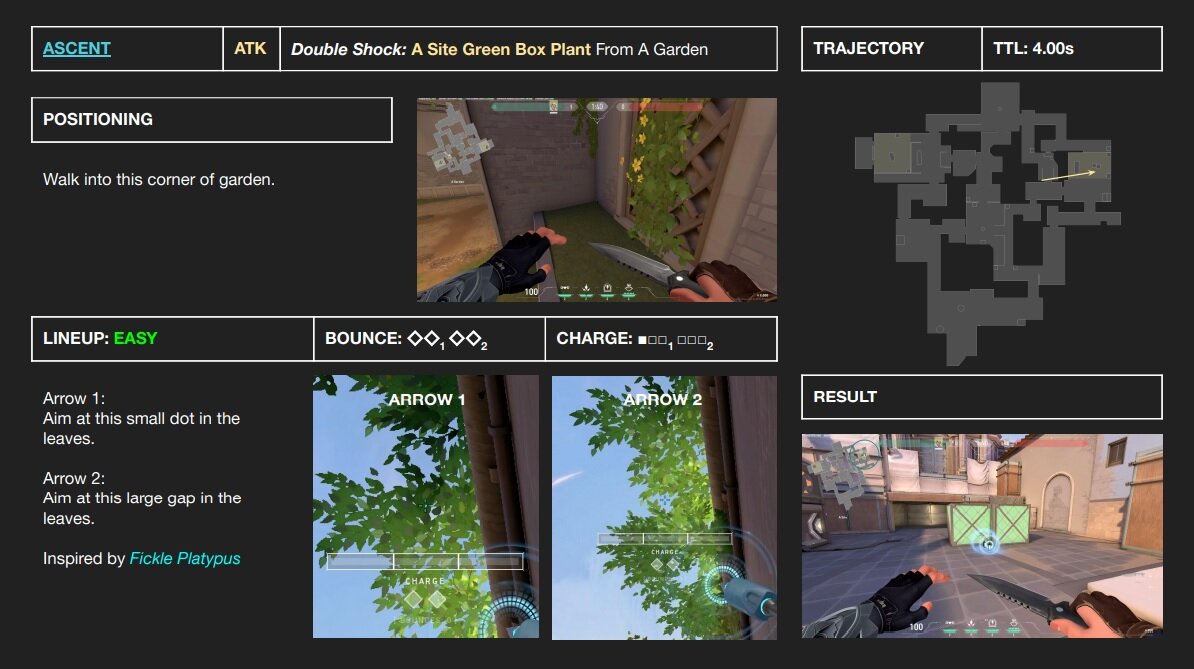 ASCENT
ATK
Double Shock: A Site Green Box Plant From A Garden
TRAJECTORY
TTL: 4.00s
POSITIONING
Walk into this corner of garden.
1:40
100
LINEUP: EASY
BOUNCE: ◇◇1 ◇◇2
CHARGE: ■□□1 □□□2
Arrow 1:
Aim at this small dot in the
leaves.
Arrow 2:
Aim at this large gap in the
leaves.
Inspired by Fickle Platypus
ARROW 1
CHARGE
ARROW 2
CHARGE
RESULT
100